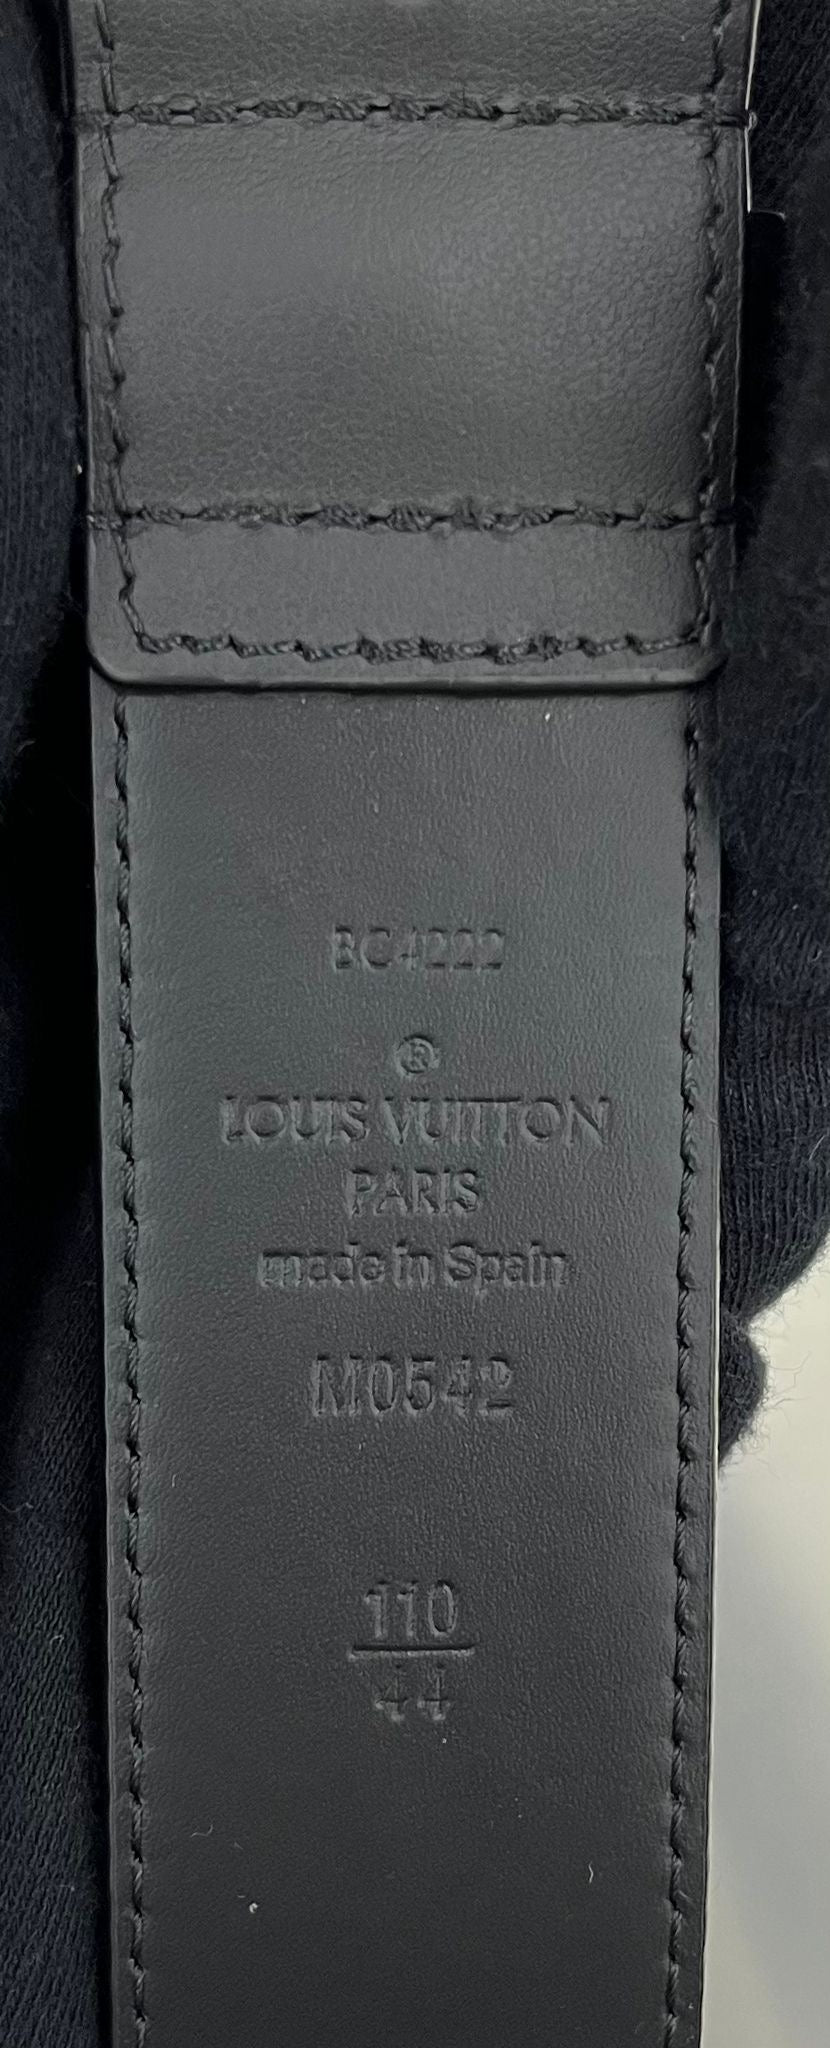 BC4222
®
LOUIS VUITTON
PARIS
made in Spain
M0542
110
44